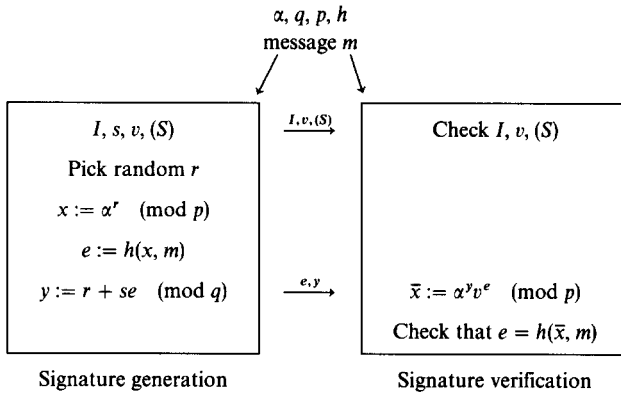 α, q, p, h
message m
I, s, v, (S)
Pick random r
x := α^r (mod p)
e := h(x, m)
y := r + se (mod q)
I, v, (S)
e, y
Check I, v, (S)
x̄ := α^y v^e (mod p)
Check that e = h(x̄, m)
Signature generation
Signature verification